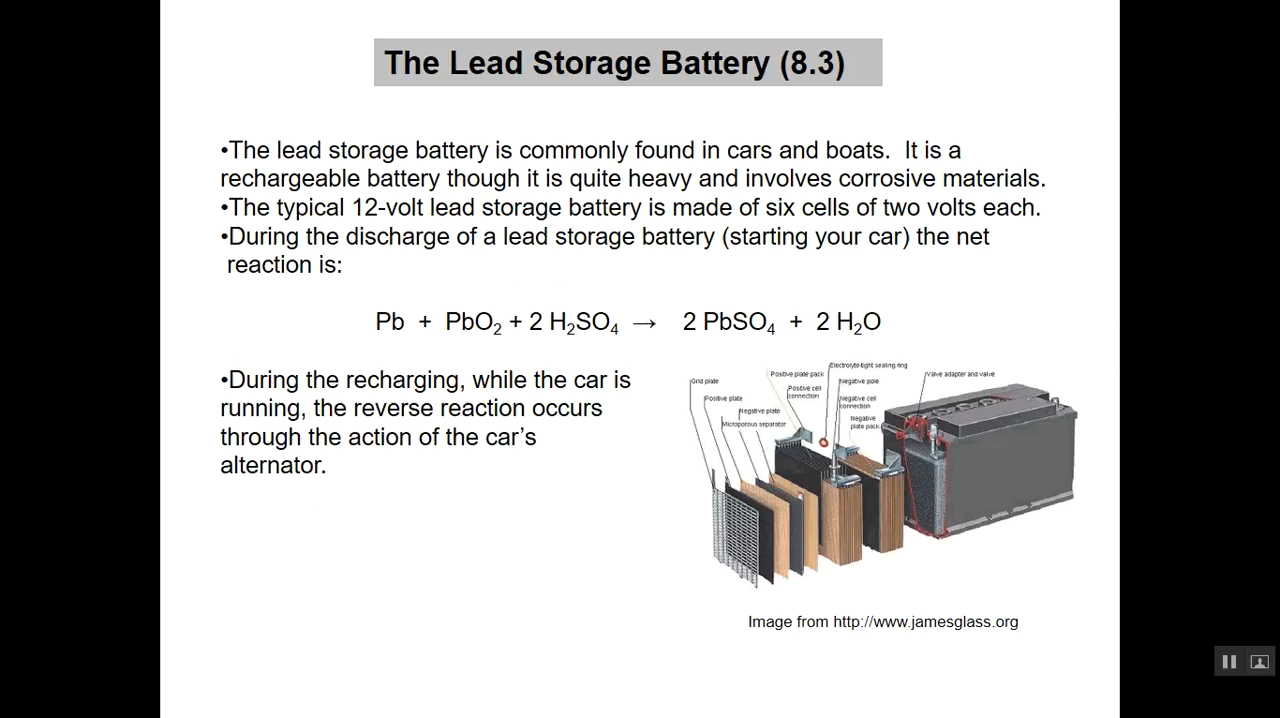 The Lead Storage Battery (8.3)
•The lead storage battery is commonly found in cars and boats.  It is a
rechargeable battery though it is quite heavy and involves corrosive materials.
•The typical 12-volt lead storage battery is made of six cells of two volts each.
•During the discharge of a lead storage battery (starting your car) the net
reaction is:
Pb + PbO₂ + 2 H₂SO₄ → 2 PbSO₄ + 2 H₂O
•During the recharging, while the car is
running, the reverse reaction occurs
through the action of the car’s
alternator.
Electrolyte-tight sealing ring
Positive plate pack
Valve adapter and valve
Grid plate
Negative pole
Positive cell
connection
Positive plate
Negative cell
connection
Negative plate
Negative
plate pack
Microporous separator
Image from http://www.jamesglass.org